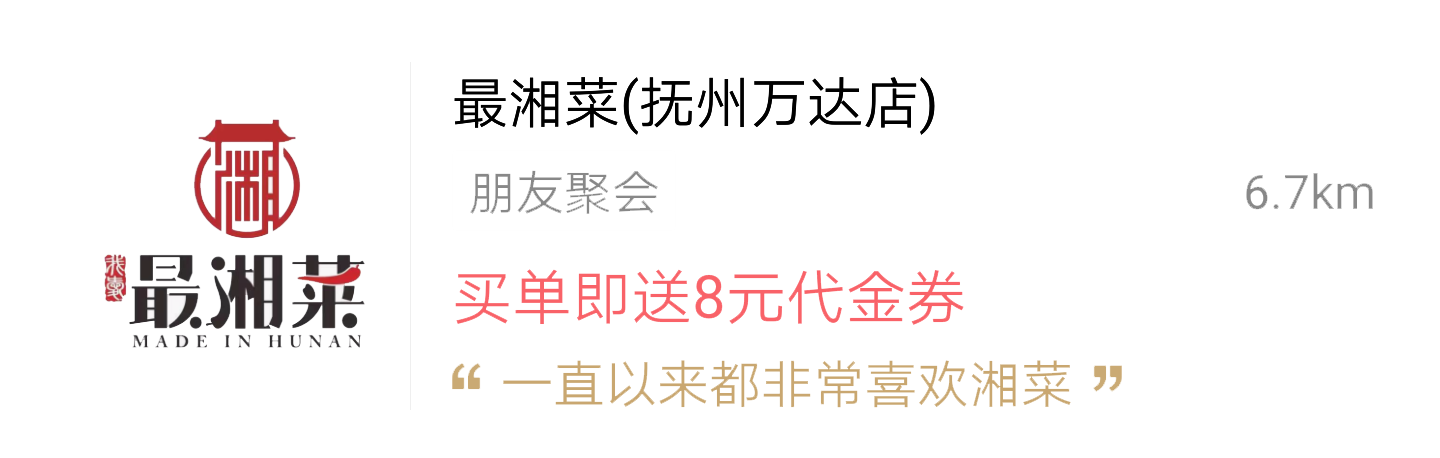 湘
我要
最湘菜
MADE IN HUNAN
最湘菜(抚州万达店)
朋友聚会 6.7km
买单即送8元代金券
“ 一直以来都非常喜欢湘菜 ”